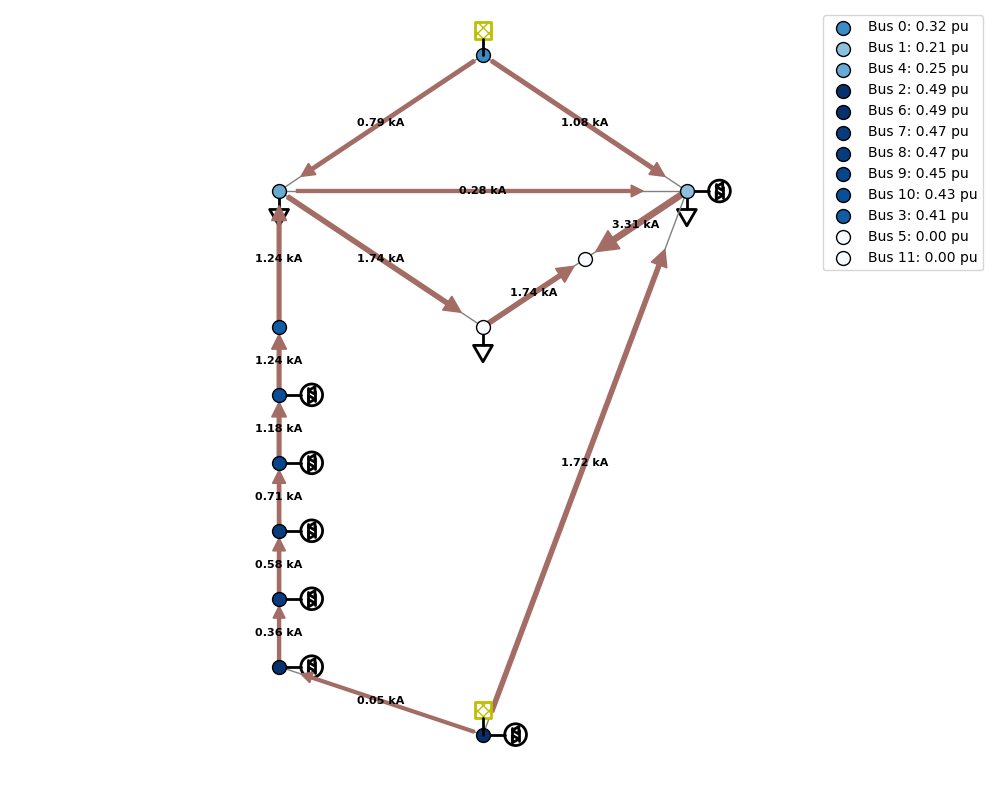 Bus 0: 0.32 pu
Bus 1: 0.21 pu
Bus 4: 0.25 pu
Bus 2: 0.49 pu
Bus 6: 0.49 pu
Bus 7: 0.47 pu
Bus 8: 0.47 pu
Bus 9: 0.45 pu
Bus 10: 0.43 pu
Bus 3: 0.41 pu
Bus 5: 0.00 pu
Bus 11: 0.00 pu
0.79 kA
1.08 kA
0.28 kA
3.31 kA
1.24 kA
1.74 kA
1.74 kA
1.24 kA
1.18 kA
1.72 kA
0.71 kA
0.58 kA
0.36 kA
0.05 kA